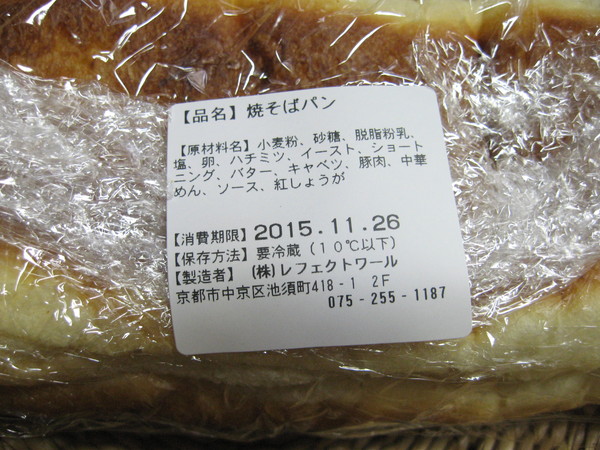 【品名】焼そばパン
【原材料名】小麦粉、砂糖、脱脂粉乳、
塩、卵、ハチミツ、イースト、ショート
ニング、バター、キャベツ、豚肉、中華
めん、ソース、紅しょうが
【消費期限】2015.11.26
【保存方法】要冷蔵(10℃以下)
【製造者】(株)レフェクトワール
京都市中京区池須町418-1 2F
075-255-1187